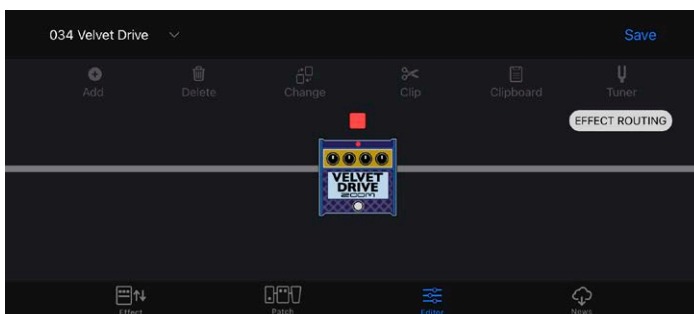 034 Velvet Drive
Save
Add
Delete
Change
Clip
Clipboard
Tuner
EFFECT ROUTING
VELVET
DRIVE
ZOOM
Effect
Patch
Editor
News